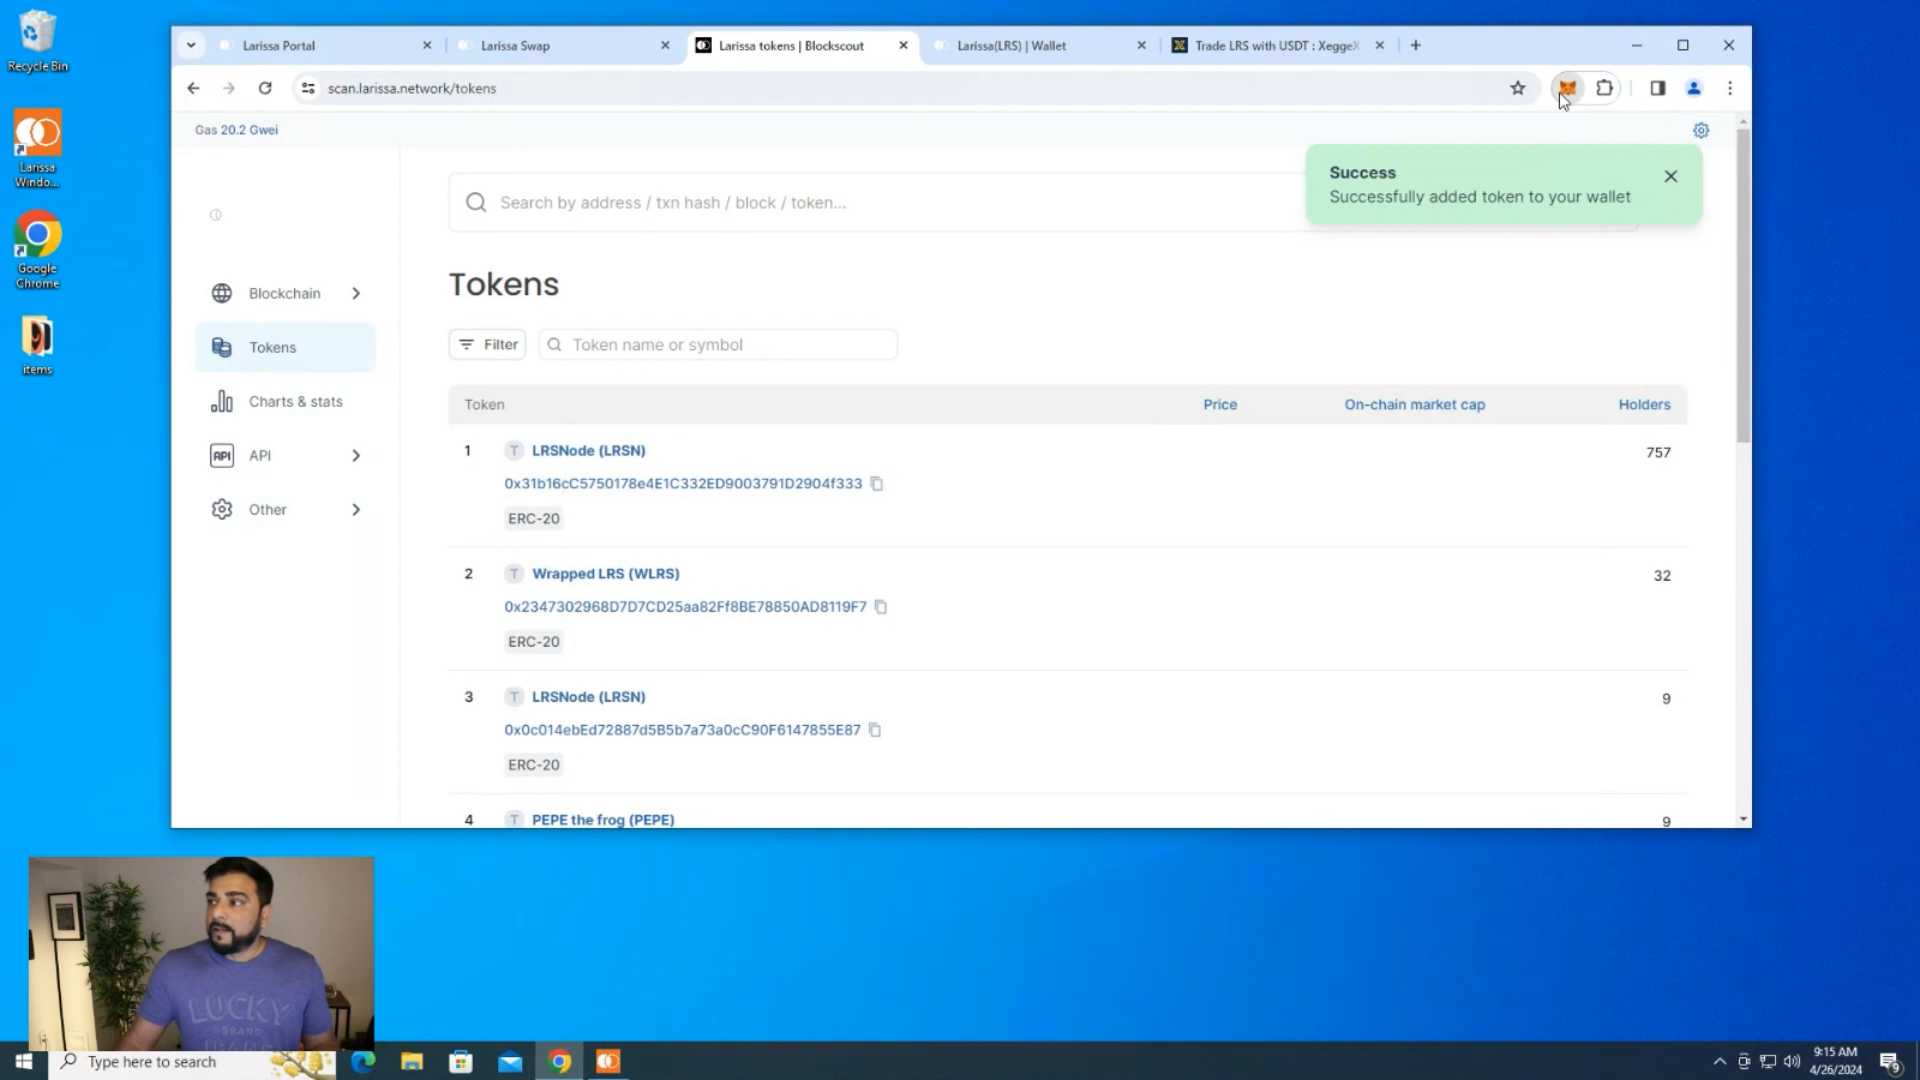 Recycle Bin
Larissa
Windo...
Google
Chrome
items
Larissa Portal
Larissa Swap
Larissa tokens | Blockscout
Larissa(LRS) | Wallet
Trade LRS with USDT : XeggeX
scan.larissa.network/tokens
Gas 20.2 Gwei
Success
Successfully added token to your wallet
Search by address / txn hash / block / token...
Blockchain
Tokens
Charts & stats
API
API
Other
Tokens
Filter
Token name or symbol
Token
Price
On-chain market cap
Holders
1
T
LRSNode (LRSN)
757
0x31b16cC5750178e4E1C332ED9003791D2904f333
ERC-20
2
T
Wrapped LRS (WLRS)
32
0x2347302968D7D7CD25aa82Ff8BE78850AD8119F7
ERC-20
3
T
LRSNode (LRSN)
9
0x0c014ebEd72887d5B5b7a73a0cC90F6147855E87
ERC-20
4
T
PEPE the frog (PEPE)
9
LUCKY
BRAND
Type here to search
9:15 AM
4/26/2024
9